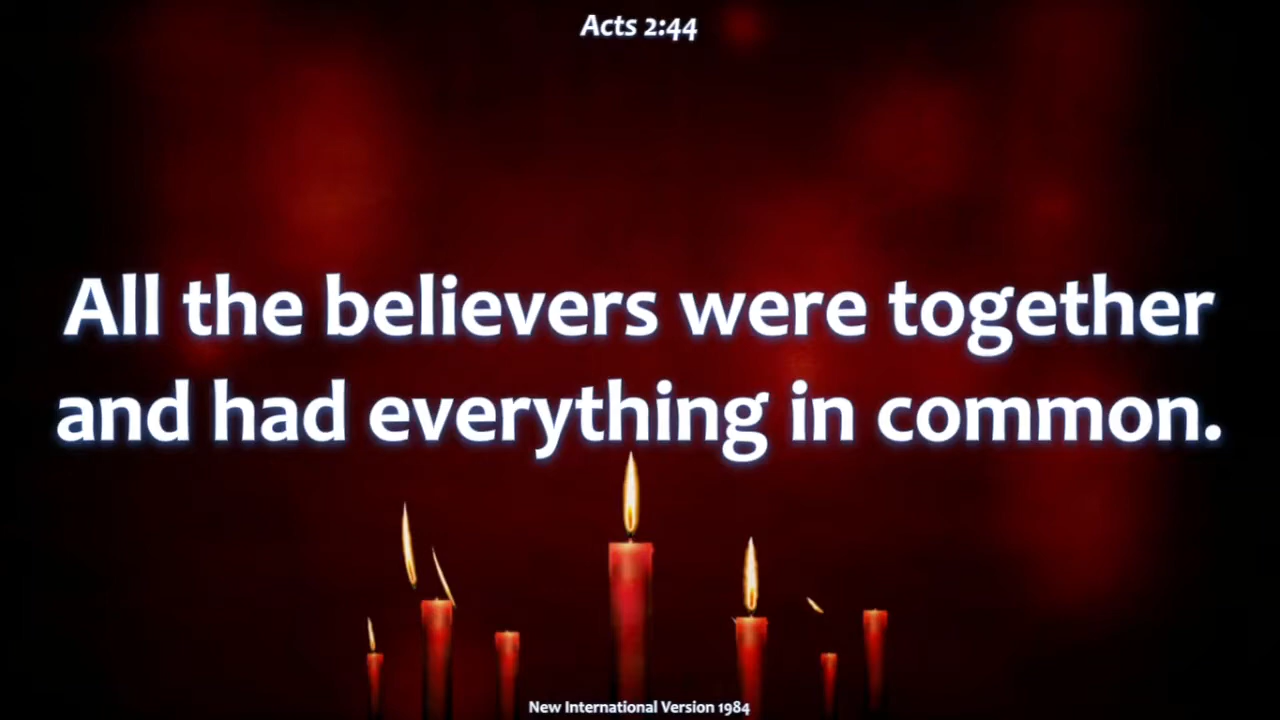 Acts 2:44
All the believers were together
and had everything in common.
New International Version 1984